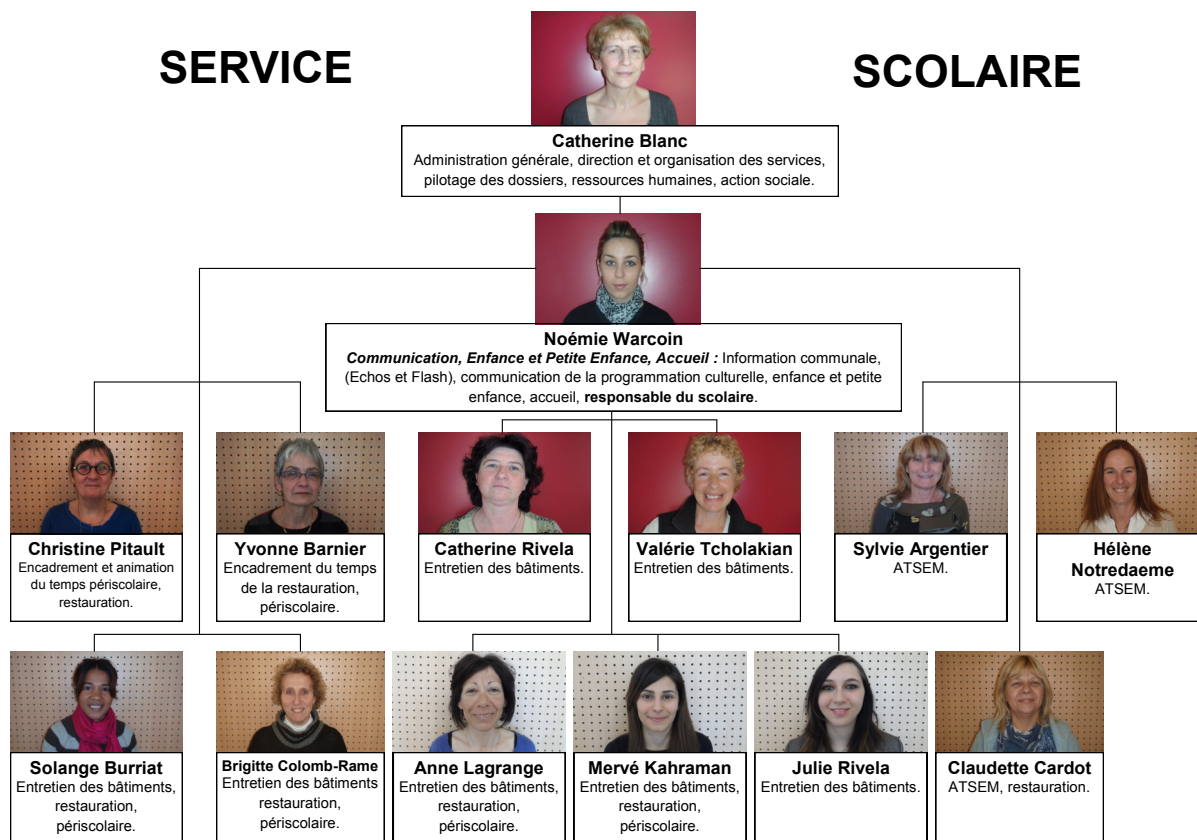 SERVICE
SCOLAIRE
Catherine Blanc
Administration générale, direction et organisation des services,
pilotage des dossiers, ressources humaines, action sociale.
Noémie Warcoin
Communication, Enfance et Petite Enfance, Accueil : Information communale,
(Echos et Flash), communication de la programmation culturelle, enfance et petite
enfance, accueil, responsable du scolaire.
Christine Pitault
Encadrement et animation
du temps périscolaire,
restauration.
Yvonne Barnier
Encadrement du temps
de la restauration,
périscolaire.
Catherine Rivela
Entretien des bâtiments.
Valérie Tcholakian
Entretien des bâtiments.
Sylvie Argentier
ATSEM.
Hélène
Notredaeme
ATSEM.
Solange Burriat
Entretien des bâtiments,
restauration,
périscolaire.
Brigitte Colomb-Rame
Entretien des bâtiments
restauration,
périscolaire.
Anne Lagrange
Entretien des bâtiments,
restauration,
périscolaire.
Mervé Kahraman
Entretien des bâtiments,
restauration,
périscolaire.
Julie Rivela
Entretien des bâtiments.
Claudette Cardot
ATSEM, restauration.